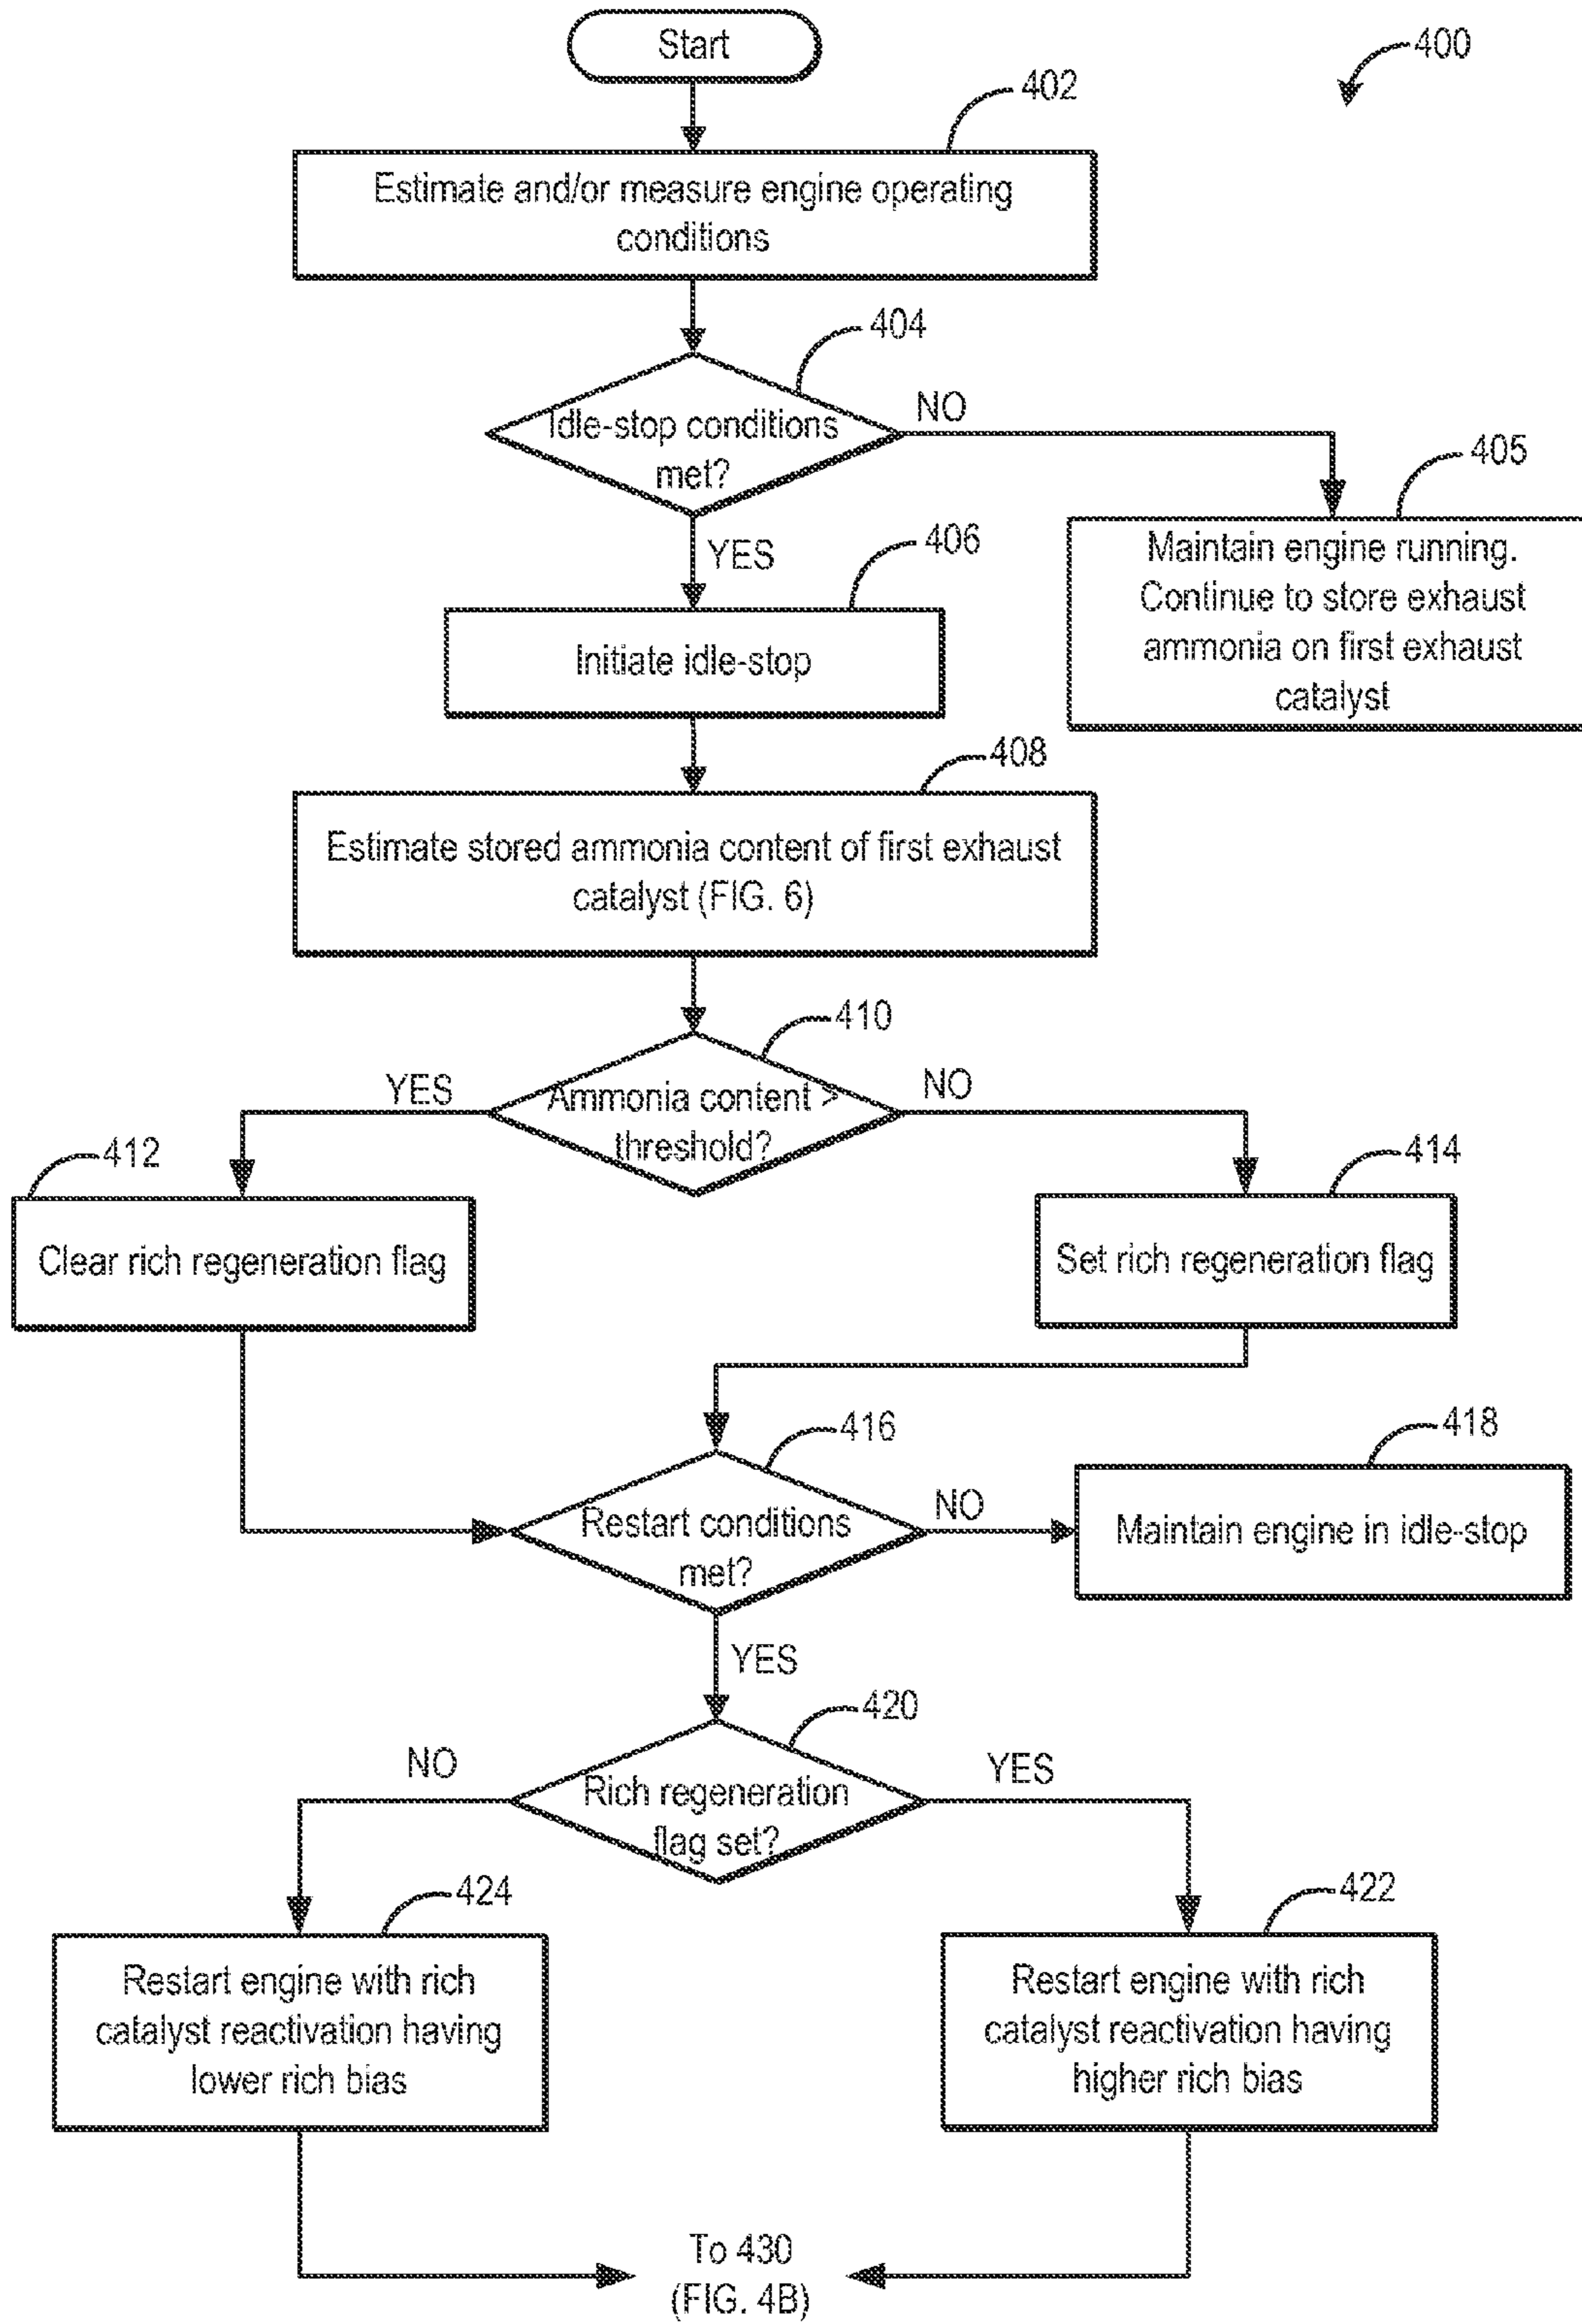 Start
400
402
Estimate and/or measure engine operating
conditions
404
Idle-stop conditions
met?
NO
405
YES
406
Maintain engine running.
Continue to store exhaust
ammonia on first exhaust
catalyst
Initiate idle-stop
408
Estimate stored ammonia content of first exhaust
catalyst (FIG. 6)
410
YES
Ammonia content >
threshold?
NO
412
414
Clear rich regeneration flag
Set rich regeneration flag
416
418
Restart conditions
met?
NO
Maintain engine in idle-stop
YES
420
NO
Rich regeneration
flag set?
YES
424
422
Restart engine with rich
catalyst reactivation having
lower rich bias
Restart engine with rich
catalyst reactivation having
higher rich bias
To 430
(FIG. 4B)